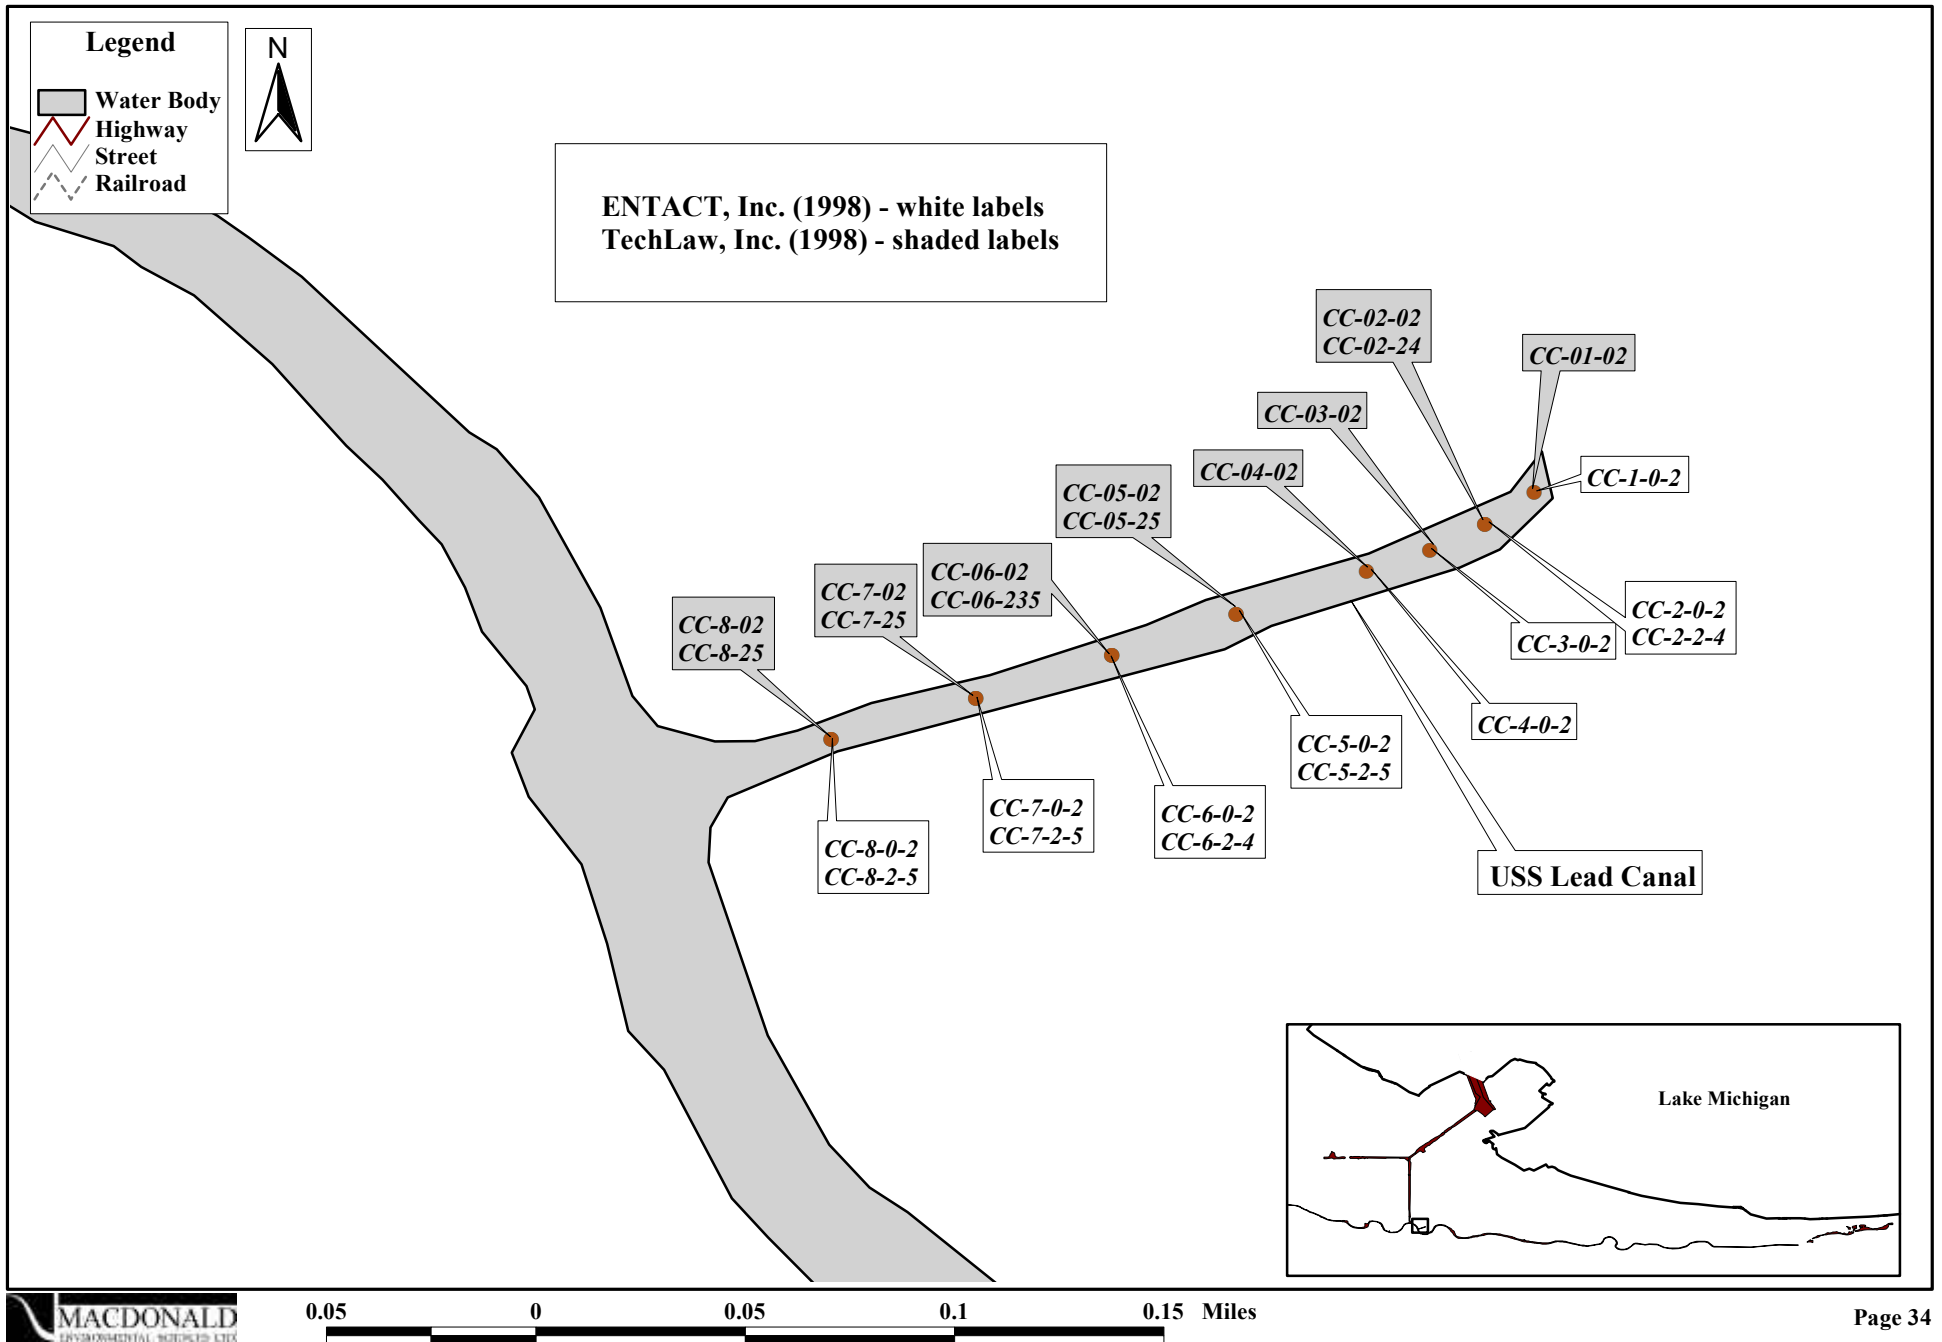 Legend
Water Body
Highway
Street
Railroad
N
ENTACT, Inc. (1998) - white labels
TechLaw, Inc. (1998) - shaded labels
CC-02-02
CC-02-24
CC-01-02
CC-03-02
CC-04-02
CC-1-0-2
CC-05-02
CC-05-25
CC-06-02
CC-06-235
CC-7-02
CC-7-25
CC-8-02
CC-8-25
CC-2-0-2
CC-2-2-4
CC-3-0-2
CC-4-0-2
CC-5-0-2
CC-5-2-5
CC-7-0-2
CC-7-2-5
CC-6-0-2
CC-6-2-4
CC-8-0-2
CC-8-2-5
USS Lead Canal
Lake Michigan
MACDONALD
ENVIRONMENTAL SCIENCES LTD
0.05 0 0.05 0.1 0.15 Miles
Page 34